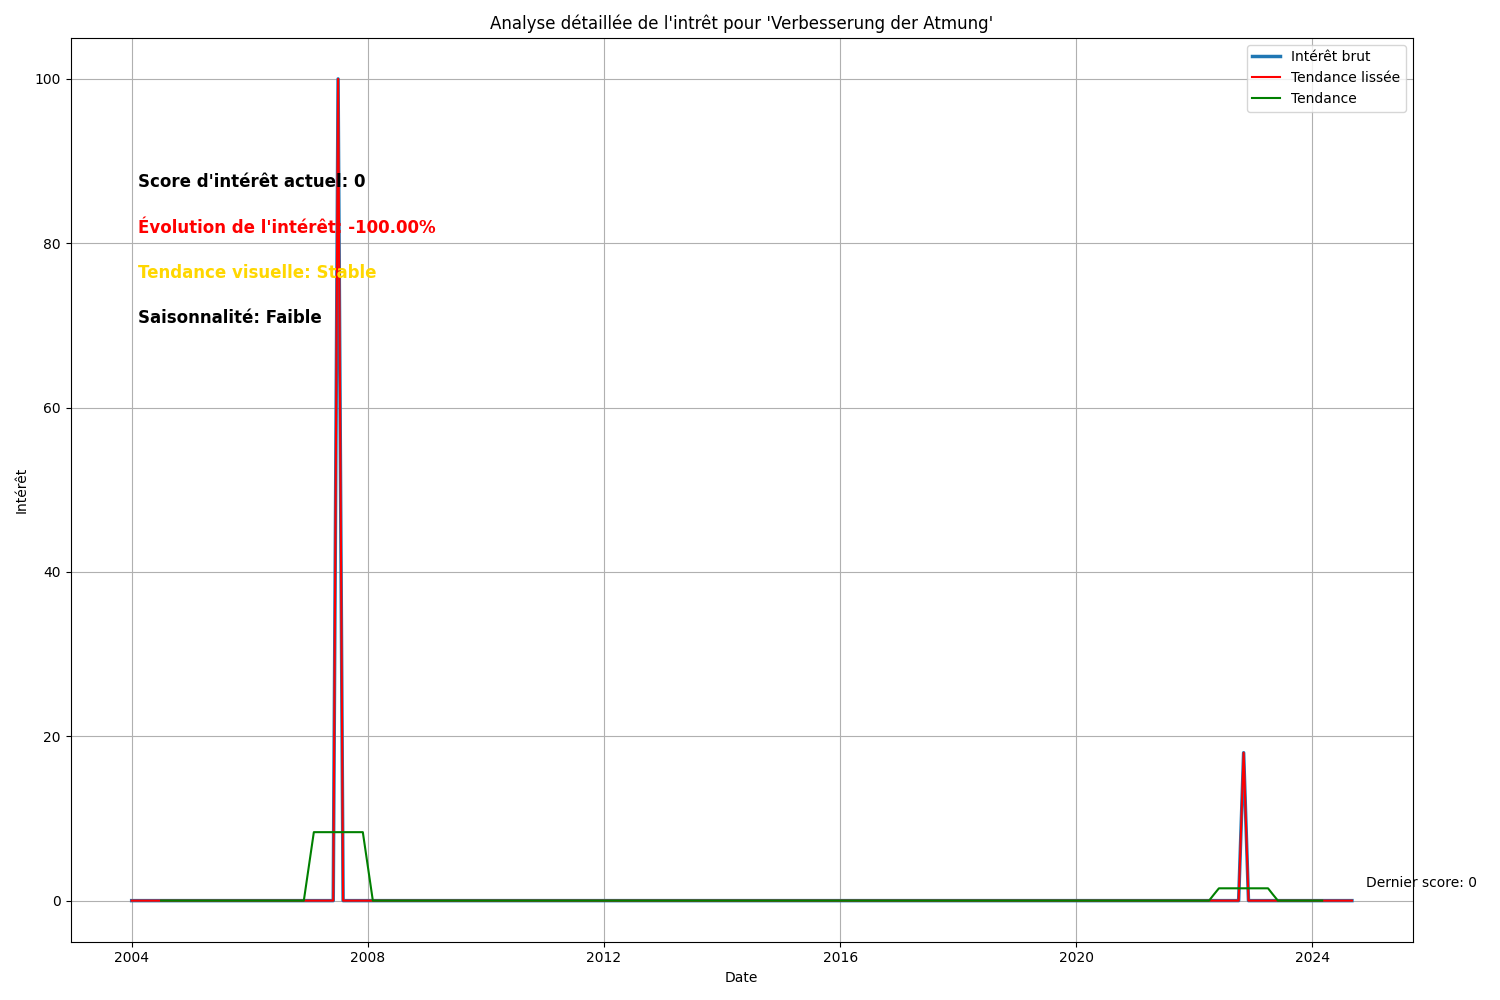 Analyse détaillée de l'intrêt pour 'Verbesserung der Atmung'
Intérêt brut
Tendance lissée
Tendance
100
80
60
40
20
0
Intérêt
Score d'intérêt actuel: 0
Évolution de l'intérêt: -100.00%
Tendance visuelle: Stable
Saisonnalité: Faible
Dernier score: 0
2004
2008
2012
2016
2020
2024
Date